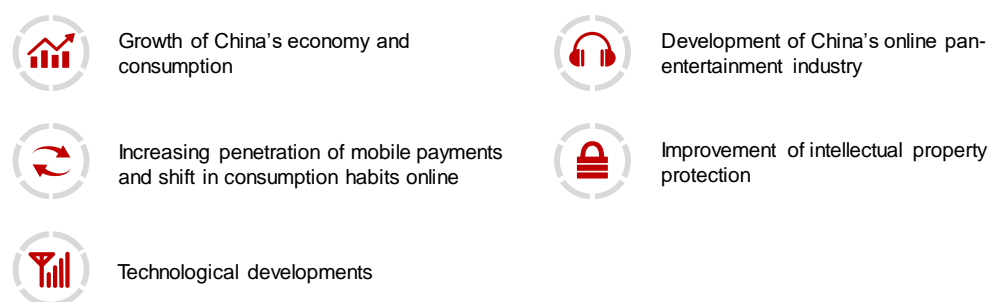 Growth of China's economy and
consumption
Development of China's online pan-
entertainment industry
Increasing penetration of mobile payments
and shift in consumption habits online
Improvement of intellectual property
protection
Technological developments